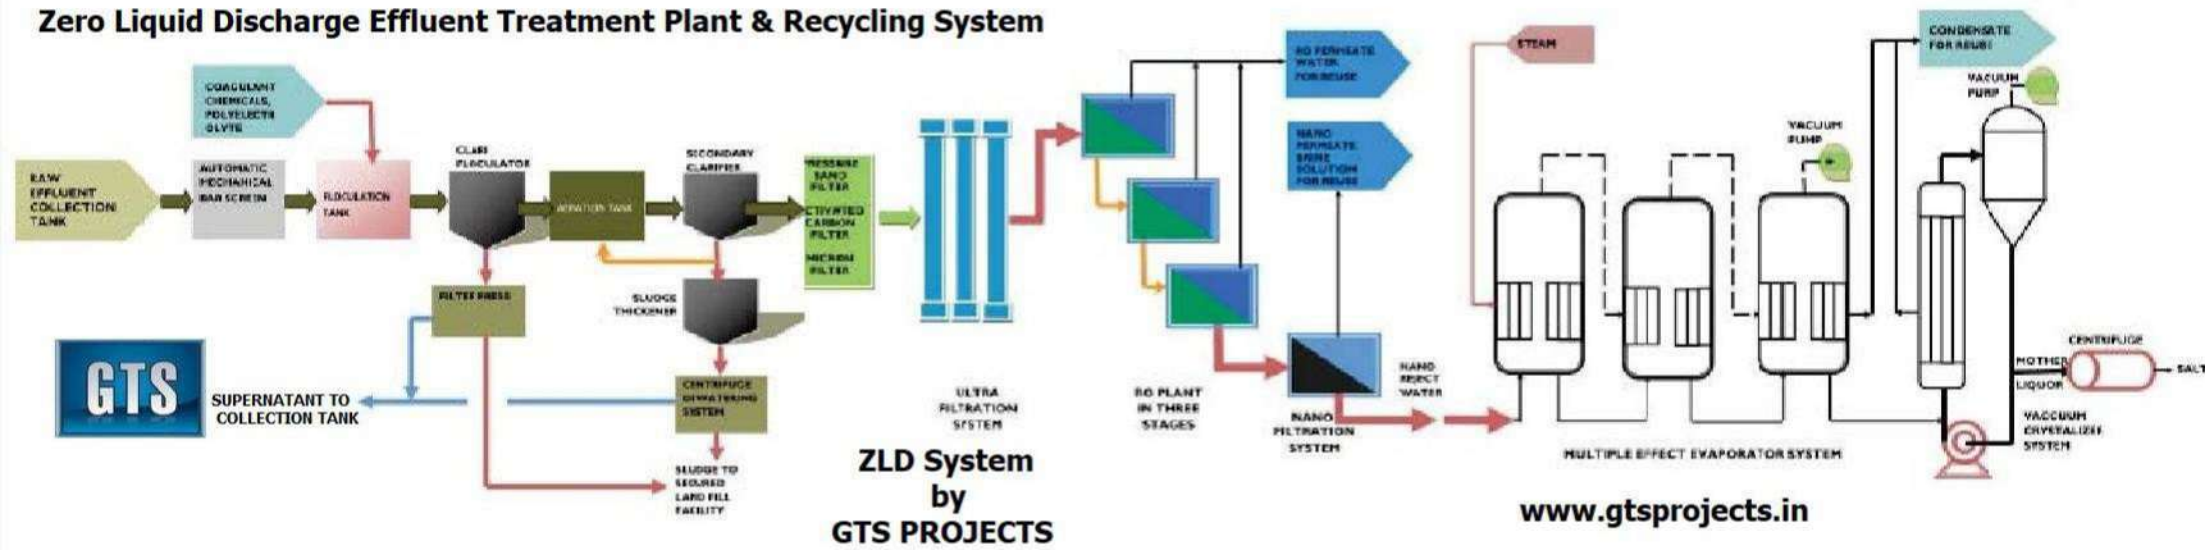 Zero Liquid Discharge Effluent Treatment Plant & Recycling System
COAGULANT
CHEMICALS,
POLYELECTR
OLYTE
RAW
EFFLUENT
COLLECTION
TANK
AUTOMATIC
MECHANICAL
BAR SCREEN
FLOCULATION
TANK
CLARI
FLOCULATOR
AERATION TANK
SECONDARY
CLARIFIER
PRESSURE
SAND
FILTER
ACTIVATED
CARBON
FILTER
MICRON
FILTER
FILTER PRESS
SLUDGE
THICKENER
GTS
SUPERNATANT TO
COLLECTION TANK
CENTRIFUGE
DEWATERING
SYSTEM
SLUDGE TO
SECURED
LAND FILL
FACILITY
ULTRA
FILTRATION
SYSTEM
RO PLANT
IN THREE
STAGES
RO PERMEATE
WATER
FOR REUSE
NANO
PERMEATE
BRINE
SOLUTION
FOR REUSE
NANO
FILTRATION
SYSTEM
NANO
REJECT
WATER
STEAM
VACUUM
PUMP
CONDENSATE
FOR REUSE
VACUUM
PUMP
MULTIPLE EFFECT EVAPORATOR SYSTEM
MOTHER
LIQUOR
CENTRIFUGE
SALT
VACCUUM
CRYSTALIZER
SYSTEM
ZLD System
by
GTS PROJECTS
www.gtsprojects.in